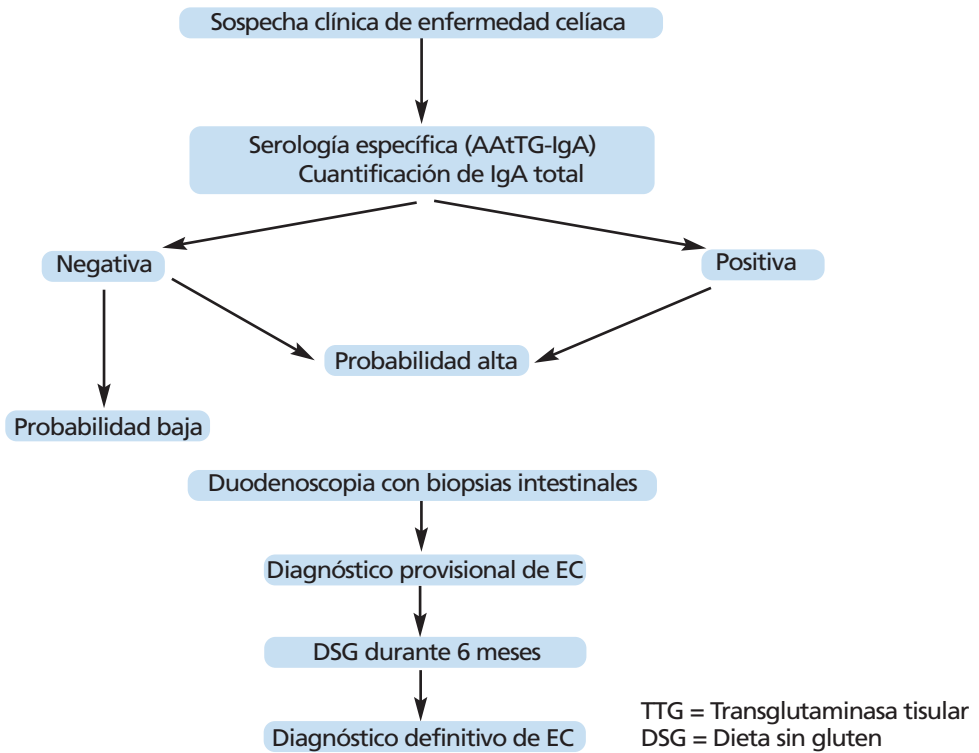 Sospecha clínica de enfermedad celíaca
Serología específica (AAtTG-IgA)
Cuantificación de IgA total
Negativa
Positiva
Probabilidad alta
Probabilidad baja
Duodenoscopia con biopsias intestinales
Diagnóstico provisional de EC
DSG durante 6 meses
Diagnóstico definitivo de EC
TTG = Transglutaminasa tisular
DSG = Dieta sin gluten